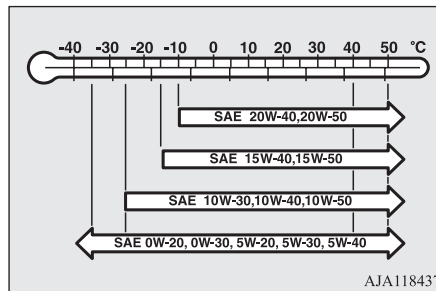 -40 -30 -20 -10 0 10 20 30 40 50 °C
SAE 20W-40,20W-50
SAE 15W-40,15W-50
SAE 10W-30,10W-40,10W-50
SAE 0W-20, 0W-30, 5W-20, 5W-30, 5W-40
AJA118437